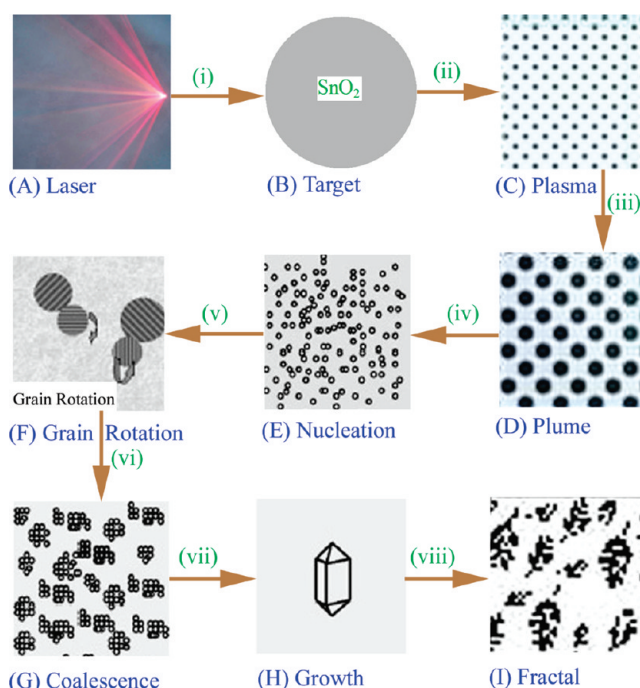 (i)
(ii)
SnO₂
(A) Laser
(B) Target
(C) Plasma
(iii)
(v)
(iv)
Grain Rotation
(F) Grain Rotation
(E) Nucleation
(D) Plume
(vi)
(vii)
(viii)
(G) Coalescence
(H) Growth
(I) Fractal